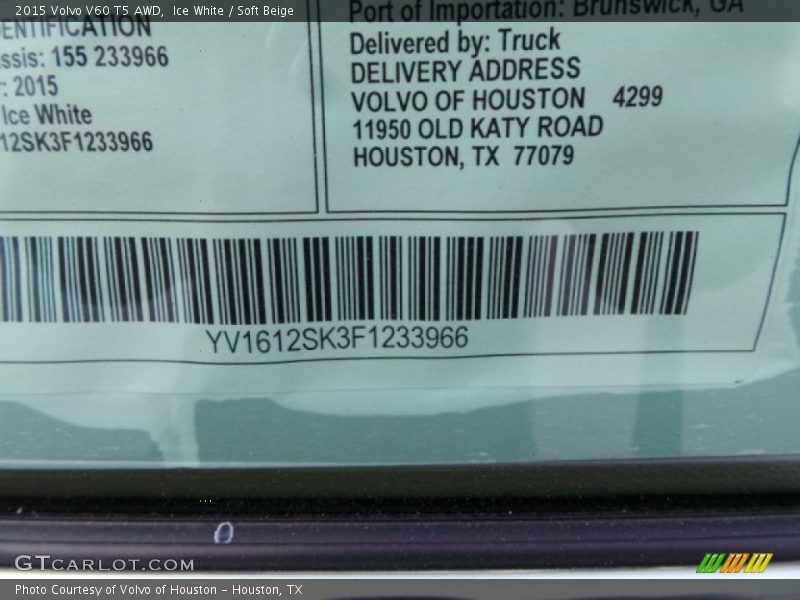 2015 Volvo V60 T5 AWD, Ice White / Soft Beige
Port of Importation: Brunswick, GA
Delivered by: Truck
DELIVERY ADDRESS
VOLVO OF HOUSTON 4299
11950 OLD KATY ROAD
HOUSTON, TX 77079
155 233966
2015
Ice White
12SK3F1233966
YV1612SK3F1233966
0
GTCARLOT.COM
Photo Courtesy of Volvo of Houston – Houston, TX